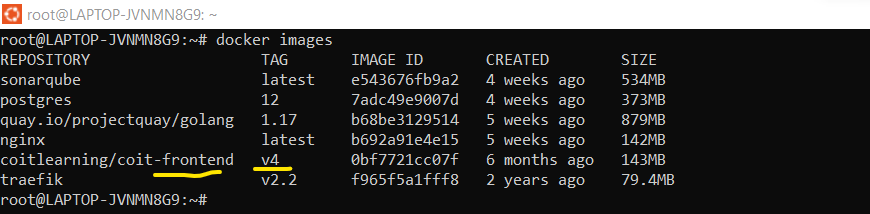 root@LAPTOP-JVNMN8G9: ~
root@LAPTOP-JVNMN8G9:~# docker images
REPOSITORY TAG IMAGE ID CREATED SIZE
sonarqube latest e543676fb9a2 4 weeks ago 534MB
postgres 12 7adc49e9007d 4 weeks ago 373MB
quay.io/projectquay/golang 1.17 b68be3129514 5 weeks ago 879MB
nginx latest b692a91e4e15 5 weeks ago 142MB
coitlearning/coit-frontend v4 0bf7721cc07f 6 months ago 143MB
traefik v2.2 f965f5a1fff8 2 years ago 79.4MB
root@LAPTOP-JVNMN8G9:~#